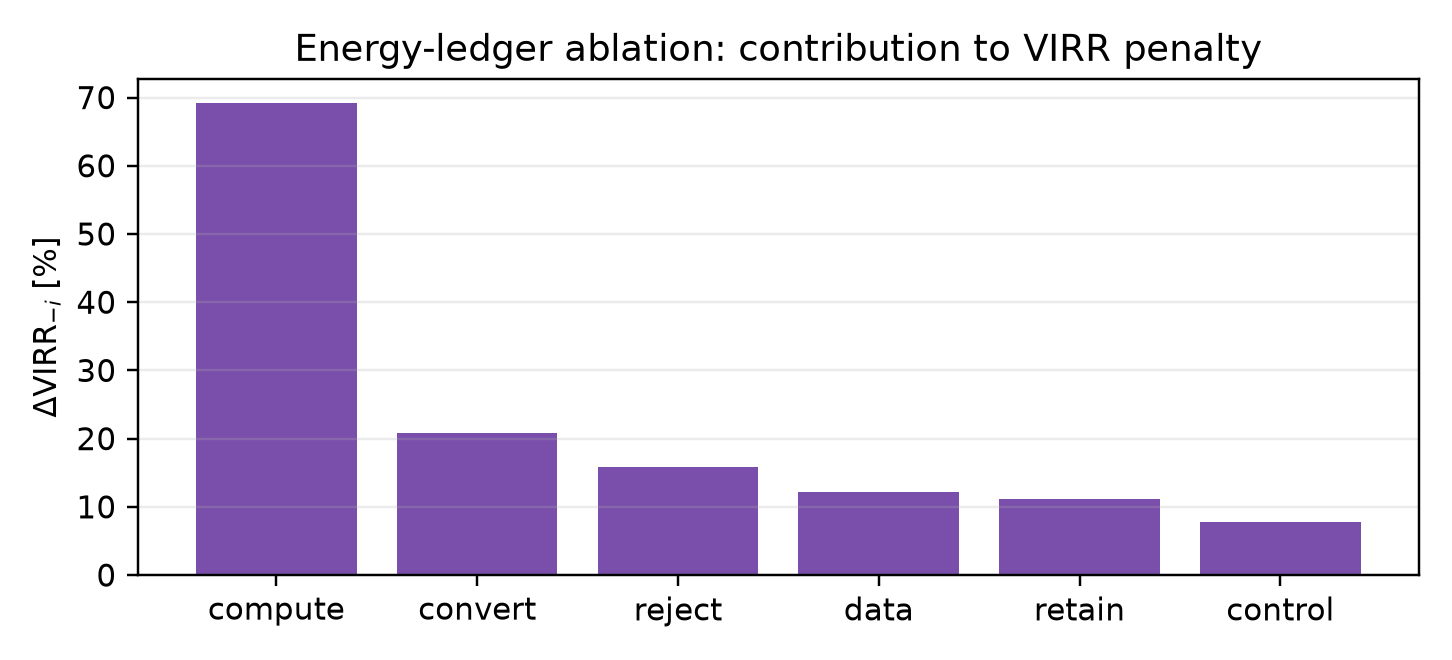 Energy-ledger ablation: contribution to VIRR penalty
ΔVIRR₋ᵢ [%]
70
60
50
40
30
20
10
0
compute convert reject data retain control